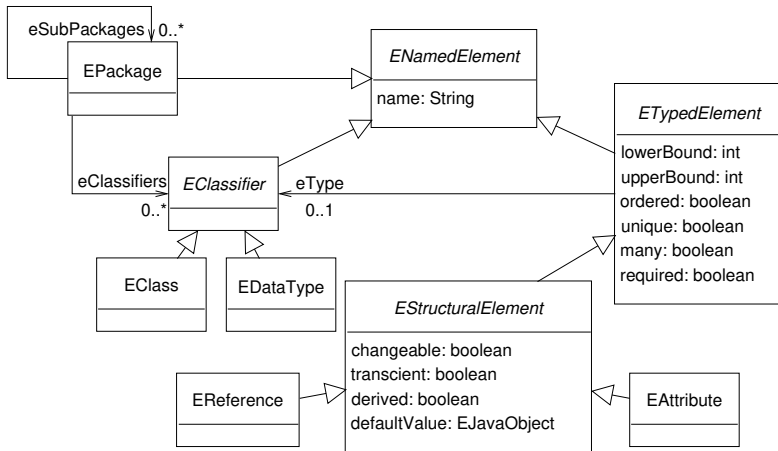 eSubPackages 0..*
EPackage
ENamedElement
name: String
ETypedElement
lowerBound: int
upperBound: int
ordered: boolean
unique: boolean
many: boolean
required: boolean
eClassifiers
0..*
EClassifier
eType
0..1
EClass
EDataType
EStructuralElement
changeable: boolean
transcient: boolean
derived: boolean
defaultValue: EJavaObject
EReference
EAttribute